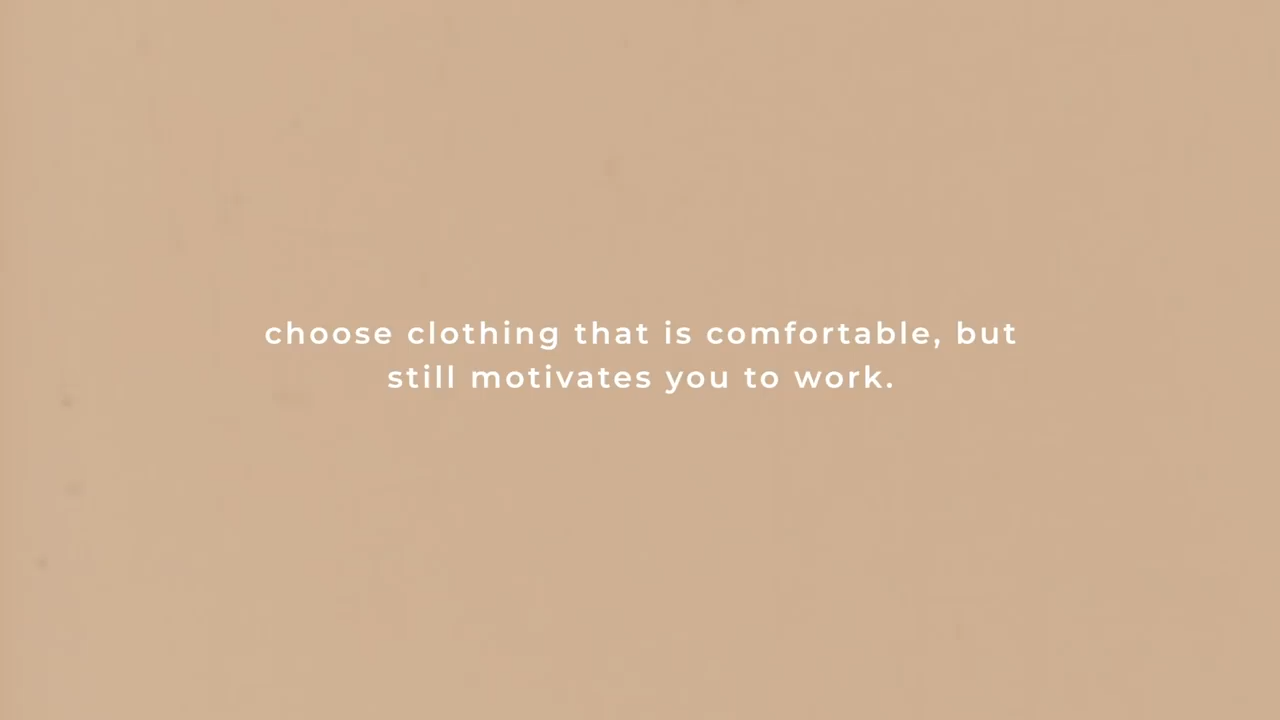 choose clothing that is comfortable, but
still motivates you to work.